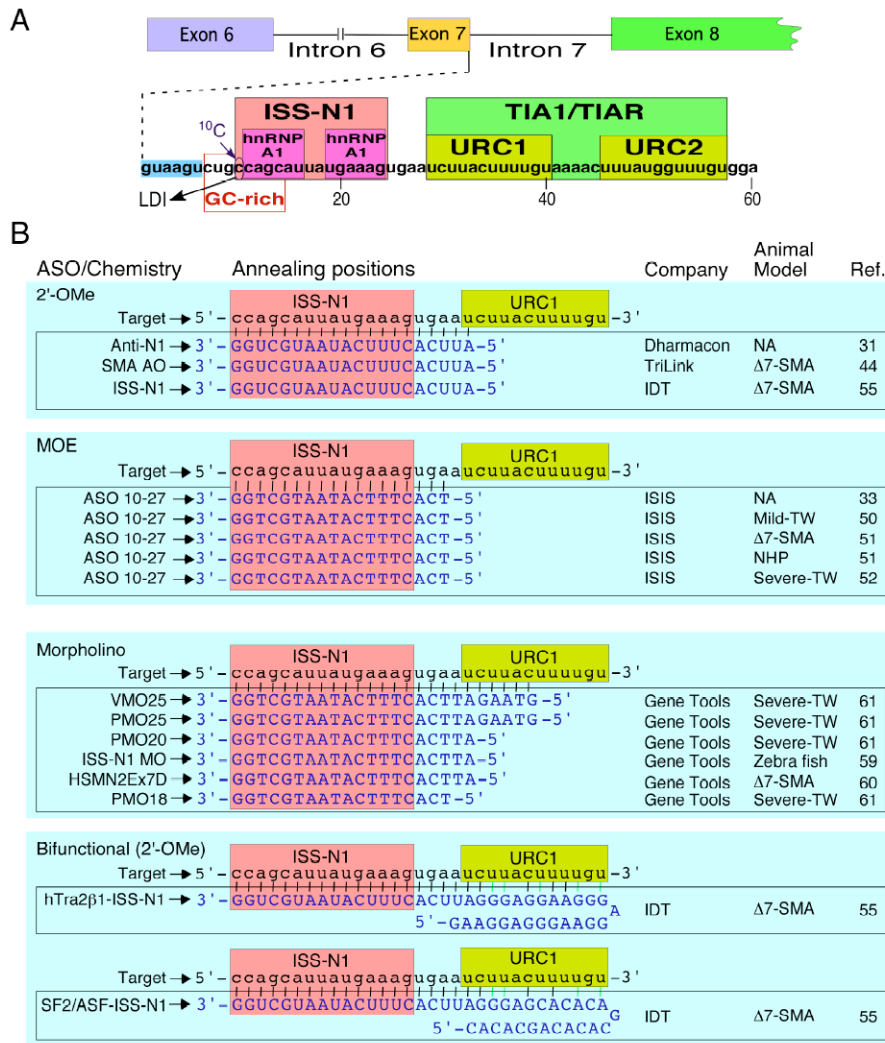 A
Exon 6
Intron 6
Exon 7
Intron 7
Exon 8
10C
ISS-N1
TIA1/TIAR
hnRNP A1
hnRNP A1
URC1
URC2
guaagucugccagcauuaugaaagugaaucuuacuuuuguaaaacuuuaugguuugugga
LDI
GC-rich
20
40
60
B
ASO/Chemistry Annealing positions Company Animal Model Ref.
2'-OMe
ISS-N1 URC1
Target 5'-ccagcauuaugaaagugaaucuuacuuuugu-3'
Anti-N1 3'-GGUCGUAAUACUUUCACUUA-5' Dharmacon NA 31
SMA AO 3'-GGUCGUAAUACUUUCACUUA-5' TriLink Δ7-SMA 44
ISS-N1 3'-GGUCGUAAUACUUUCACUUA-5' IDT Δ7-SMA 55
MOE
ISS-N1 URC1
Target 5'-ccagcauuaugaaagugaaucuuacuuuugu-3'
ASO 10-27 3'-GGTCGTAATACTTTCACT-5' ISIS NA 33
ASO 10-27 3'-GGTCGTAATACTTTCACT-5' ISIS Mild-TW 50
ASO 10-27 3'-GGTCGTAATACTTTCACT-5' ISIS Δ7-SMA 51
ASO 10-27 3'-GGTCGTAATACTTTCACT-5' ISIS NHP 51
ASO 10-27 3'-GGTCGTAATACTTTCACT-5' ISIS Severe-TW 52
Morpholino
ISS-N1 URC1
Target 5'-ccagcauuaugaaagugaaucuuacuuuugu-3'
VMO25 3'-GGTCGTAATACTTTCACTTAGAATG-5' Gene Tools Severe-TW 61
PMO25 3'-GGTCGTAATACTTTCACTTAGAATG-5' Gene Tools Severe-TW 61
PMO20 3'-GGTCGTAATACTTTCACTTA-5' Gene Tools Severe-TW 61
ISS-N1 MO 3'-GGTCGTAATACTTTCACTTA-5' Gene Tools Zebra fish 59
HSMN2Ex7D 3'-GGTCGTAATACTTTCACTTA-5' Gene Tools Δ7-SMA 60
PMO18 3'-GGTCGTAATACTTTCACT-5' Gene Tools Severe-TW 61
Bifunctional (2'-OMe)
ISS-N1 URC1
Target 5'-ccagcauuaugaaagugaaucuuacuuuugu-3'
hTra2β1-ISS-N1 3'-GGUCGUAAUACUUUCACUUAGGGAGGAAGGG
A IDT Δ7-SMA 55
5'-GAAGGAGGGAAGG
ISS-N1 URC1
Target 5'-ccagcauuaugaaagugaaucuuacuuuugu-3'
SF2/ASF-ISS-N1 3'-GGUCGUAAUACUUUCACUUAGGGAGCACACA
G IDT Δ7-SMA 55
5'-CACACGACACAC